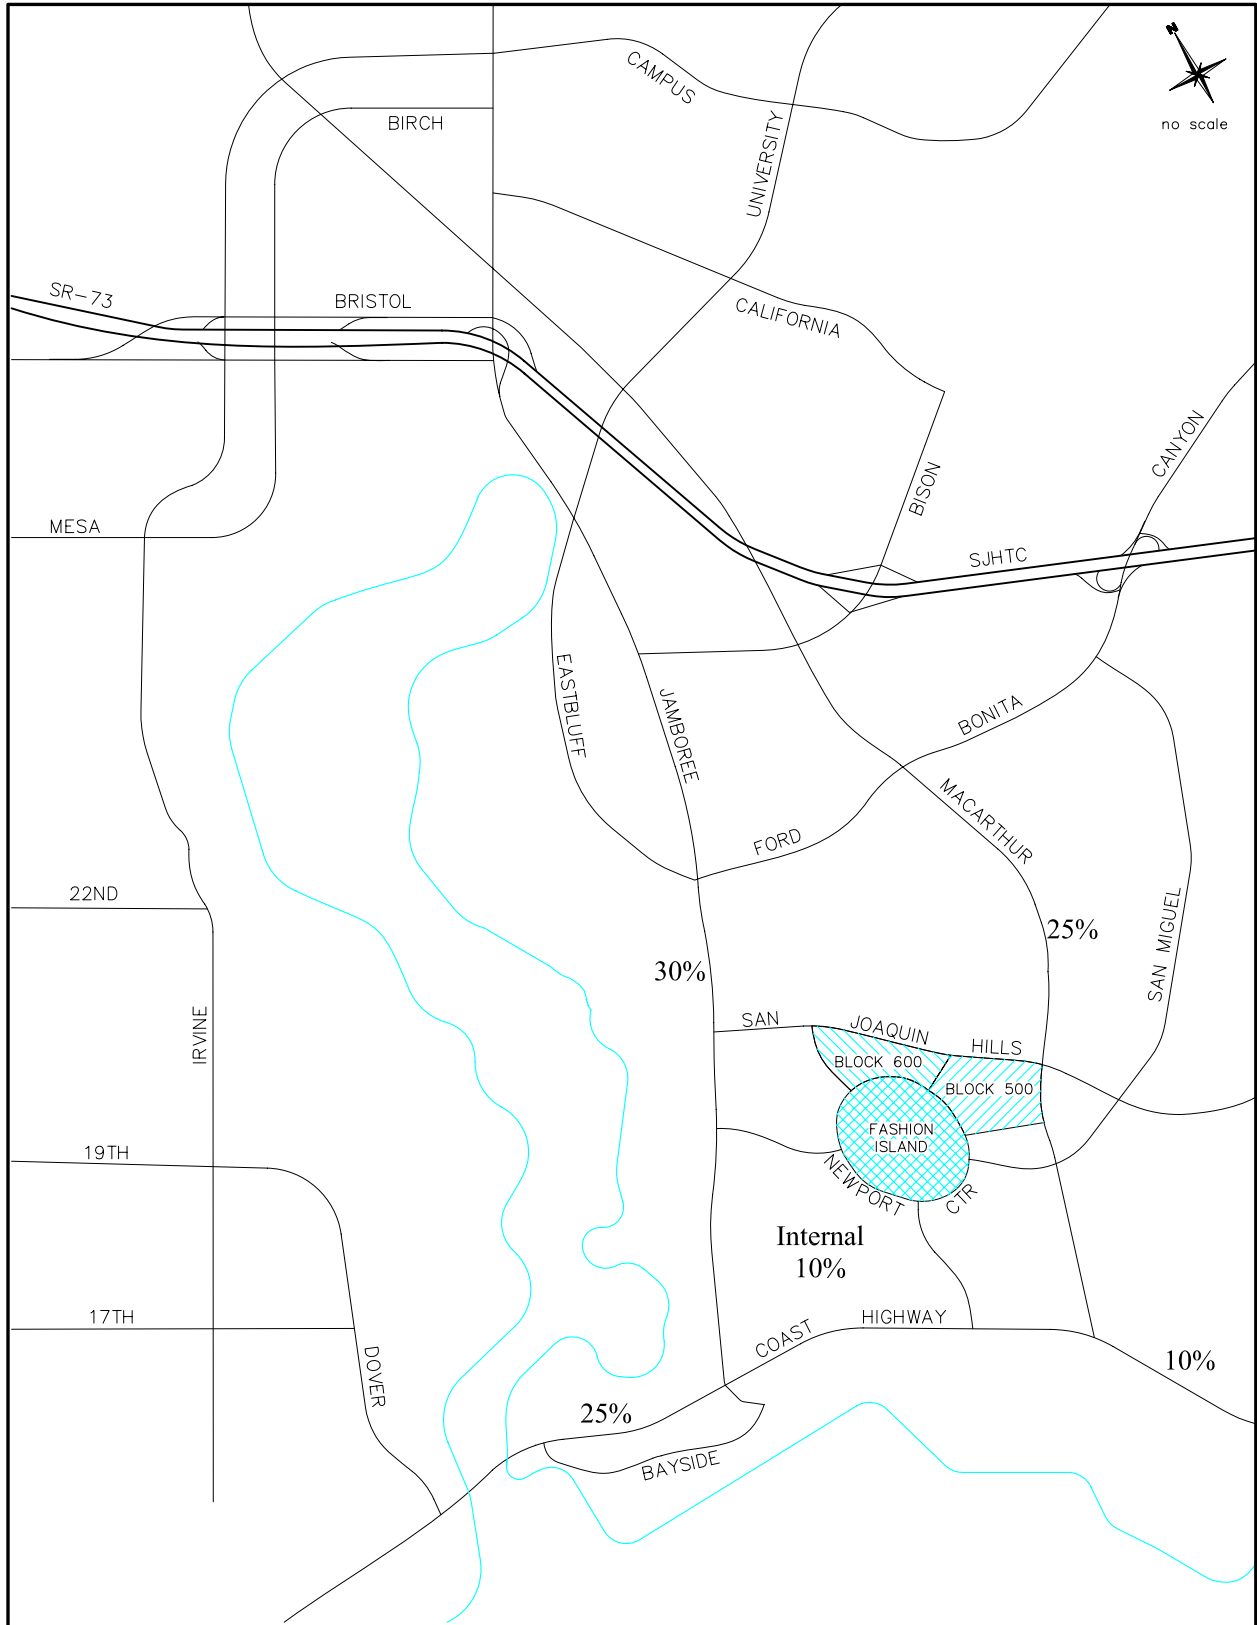 N
no scale
CAMPUS
BIRCH
UNIVERSITY
SR-73
BRISTOL
CALIFORNIA
CANYON
BISON
MESA
SJHTC
EASTBLUFF
JAMBOREE
BONITA
MACARTHUR
FORD
22ND
SAN MIGUEL
25%
30%
IRVINE
SAN
JOAQUIN
HILLS
BLOCK 600
BLOCK 500
FASHION
ISLAND
19TH
NEWPORT
CTR
Internal
10%
17TH
COAST
HIGHWAY
DOVER
10%
25%
BAYSIDE